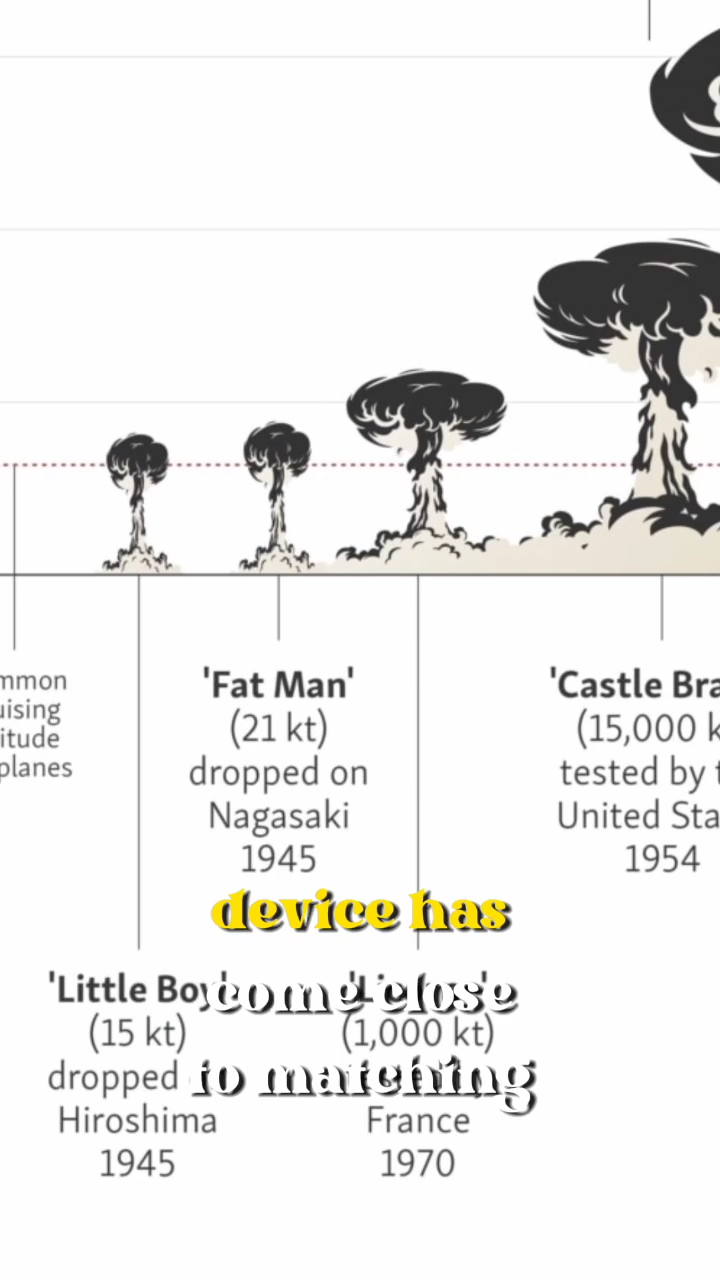 mmon
uising
itude
planes
'Fat Man'
(21 kt)
dropped on
Nagasaki
1945
'Castle Bra
(15,000 k
tested by t
United Sta
1954
device has
come close
to matching
'Little Boy'
(15 kt)
dropped
Hiroshima
1945
(1,000 kt)
France
1970